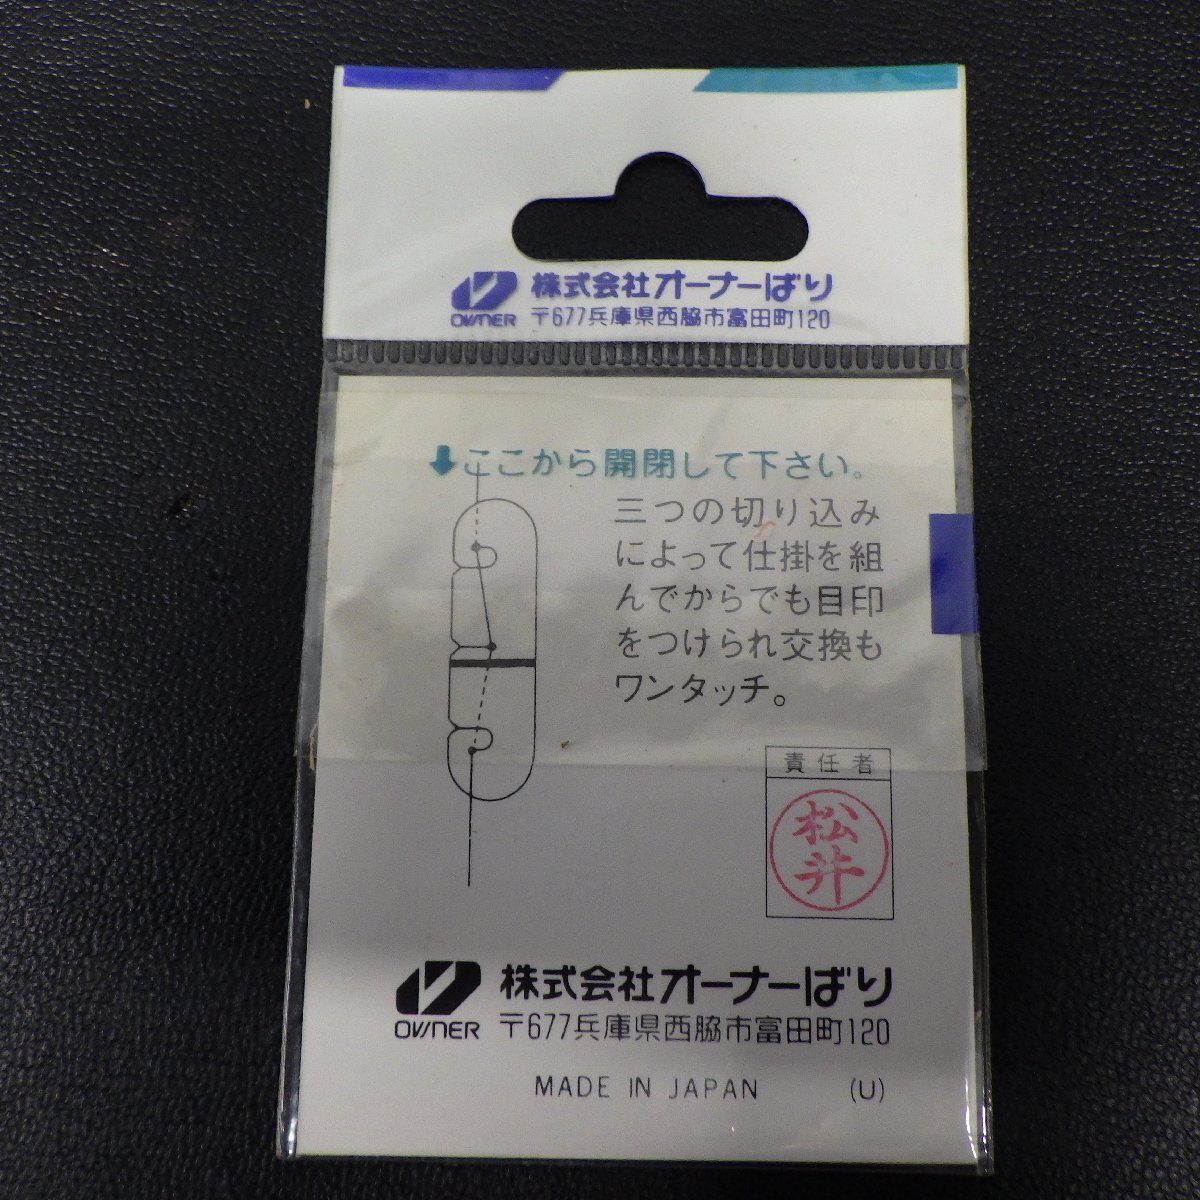 株式会社オーナーばり
OWNER
〒677兵庫県西脇市富田町120
⬇ここから開閉して下さい。
三つの切り込み
によって仕掛を組
んでからでも目印
をつけられ交換も
ワンタッチ。
責任者
松井
株式会社オーナーばり
OWNER
〒677兵庫県西脇市富田町120
MADE IN JAPAN (U)